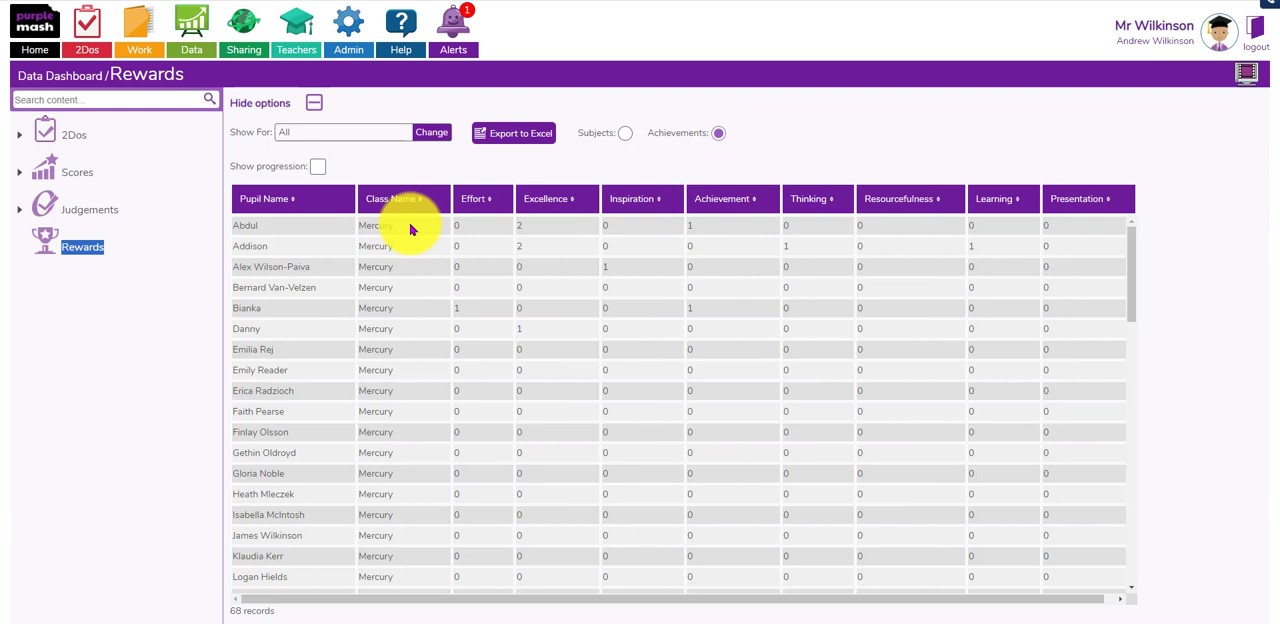 purple mash
1
Home 2Dos Work Data Sharing Teachers Admin Help Alerts
Mr Wilkinson
Andrew Wilkinson
logout
Data Dashboard / Rewards
Search content...
2Dos
Scores
Judgements
Rewards
Hide options
Show For: All Change Export to Excel Subjects: Achievements:
Show progression:
Pupil Name Class Name Effort Excellence Inspiration Achievement Thinking Resourcefulness Learning Presentation
Abdul Mercury 0 2 0 1 0 0 0 0
Addison Mercury 0 2 0 0 1 0 1 0
Alex Wilson-Paiva Mercury 0 0 1 0 0 0 0 0
Bernard Van-Velzen Mercury 0 0 0 0 0 0 0 0
Bianka Mercury 1 0 0 1 0 0 0 0
Danny Mercury 0 1 0 0 0 0 0 0
Emilia Rej Mercury 0 0 0 0 0 0 0 0
Emily Reader Mercury 0 0 0 0 0 0 0 0
Erica Radzioch Mercury 0 0 0 0 0 0 0 0
Faith Pearse Mercury 0 0 0 0 0 0 0 0
Finlay Olsson Mercury 0 0 0 0 0 0 0 0
Gethin Oldroyd Mercury 0 0 0 0 0 0 0 0
Gloria Noble Mercury 0 0 0 0 0 0 0 0
Heath Mleczek Mercury 0 0 0 0 0 0 0 0
Isabella McIntosh Mercury 0 0 0 0 0 0 0 0
James Wilkinson Mercury 0 0 0 0 0 0 0 0
Klaudia Kerr Mercury 0 0 0 0 0 0 0 0
Logan Hields Mercury 0 0 0 0 0 0 0 0
68 records